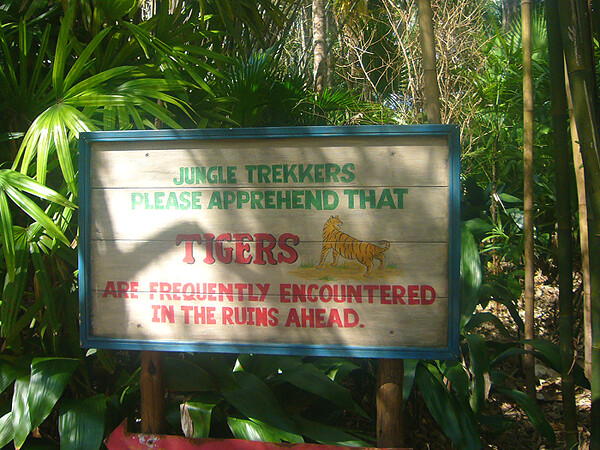 JUNGLE TREKKERS
PLEASE APPREHEND THAT
TIGERS
ARE FREQUENTLY ENCOUNTERED
IN THE RUINS AHEAD.